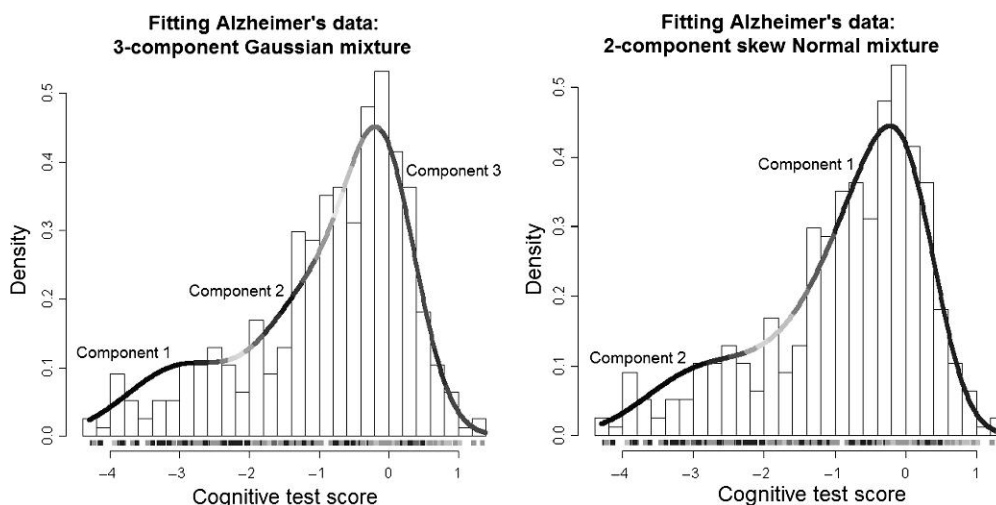 Fitting Alzheimer's data:
3-component Gaussian mixture
0.5
0.4
0.3
0.2
0.1
0.0
Density
Component 1
Component 2
Component 3
−4
−3
−2
−1
0
1
Cognitive test score
Fitting Alzheimer's data:
2-component skew Normal mixture
0.5
0.4
0.3
0.2
0.1
0.0
Density
Component 1
Component 2
−4
−3
−2
−1
0
1
Cognitive test score